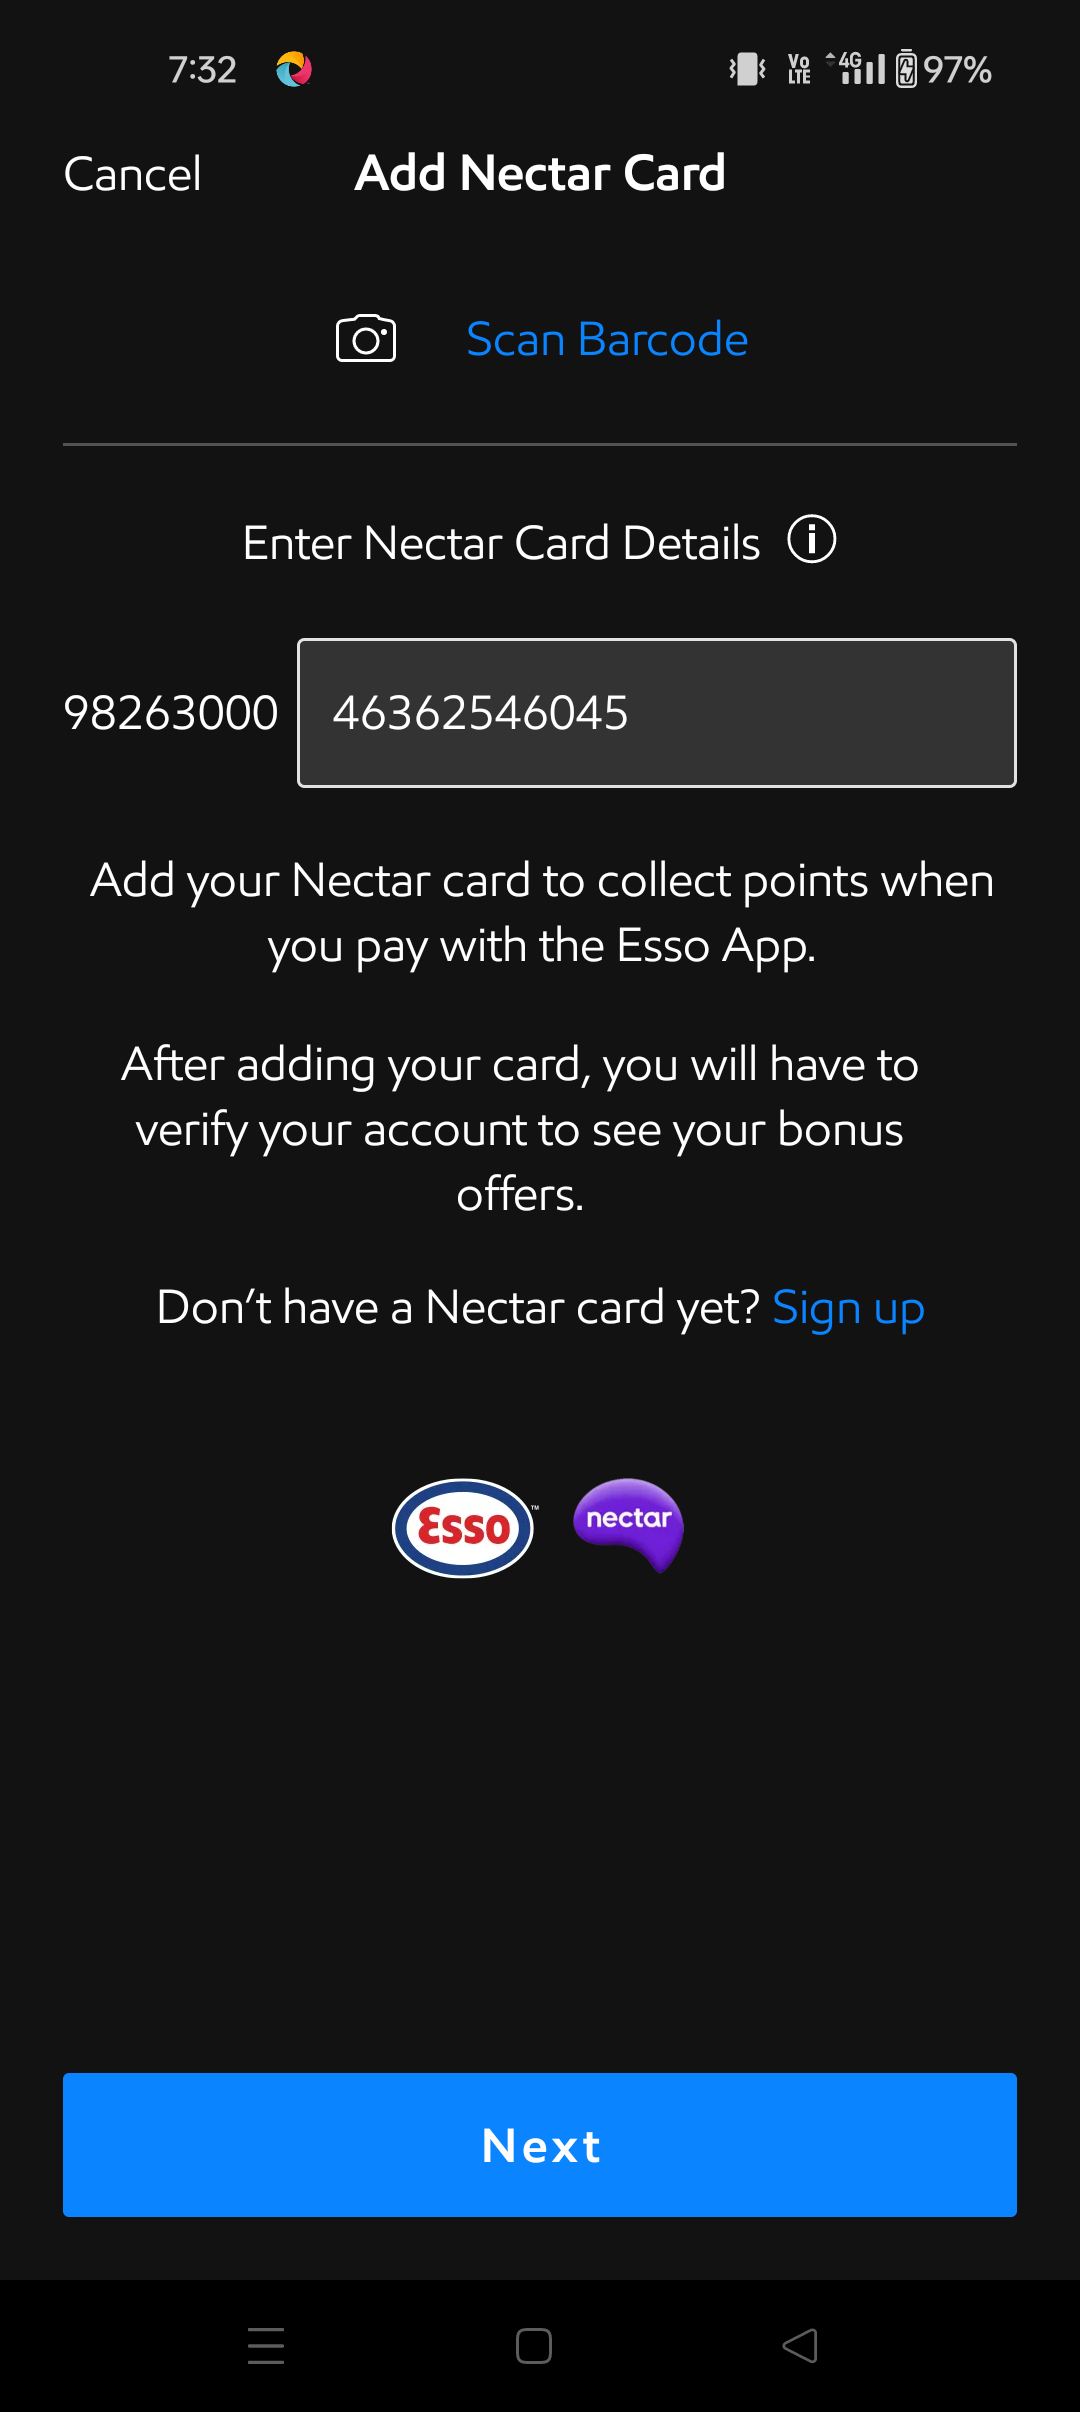 7:32
Vo
LTE
4G
97%
Cancel
Add Nectar Card
Scan Barcode
Enter Nectar Card Details
98263000
46362546045
Add your Nectar card to collect points when
you pay with the Esso App.
After adding your card, you will have to
verify your account to see your bonus
offers.
Don’t have a Nectar card yet? Sign up
Esso™
nectar
Next